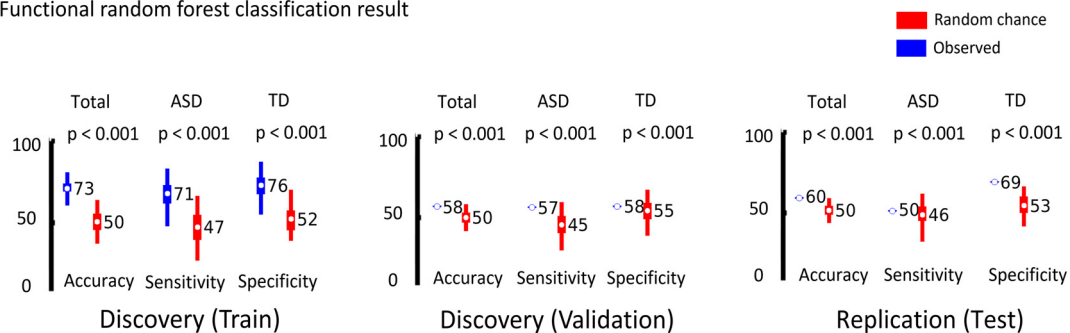 Functional random forest classification result
Random chance
Observed
Total ASD TD
p < 0.001 p < 0.001 p < 0.001
100
50
0
73
50
71
47
76
52
Accuracy Sensitivity Specificity
Discovery (Train)
Total ASD TD
p < 0.001 p < 0.001 p < 0.001
100
50
0
58
50
57
45
58
55
Accuracy Sensitivity Specificity
Discovery (Validation)
Total ASD TD
p < 0.001 p < 0.001 p < 0.001
100
50
0
60
50
50
46
69
53
Accuracy Sensitivity Specificity
Replication (Test)